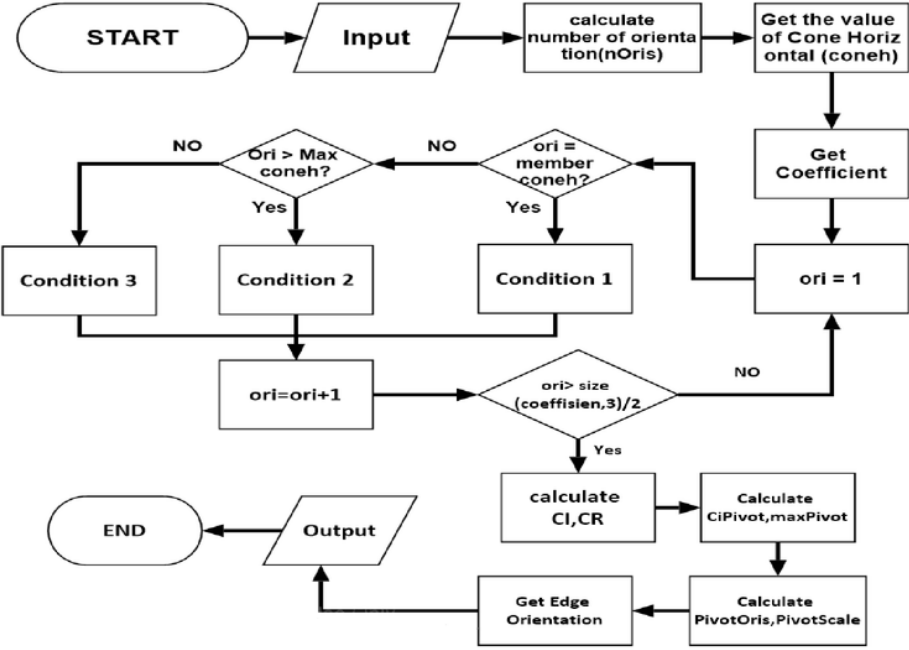 START
Input
calculate
number of orienta
tion(nOris)
Get the value
of Cone Horiz
ontal (coneh)
Get
Coefficient
ori = 1
ori =
member
coneh?
NO
Yes
Ori > Max
coneh?
NO
Yes
Condition 3
Condition 2
Condition 1
ori=ori+1
ori> size
(coeffisien,3)/2
NO
Yes
calculate
CI,CR
Calculate
CiPivot,maxPivot
Calculate
PivotOris,PivotScale
Get Edge
Orientation
Output
END